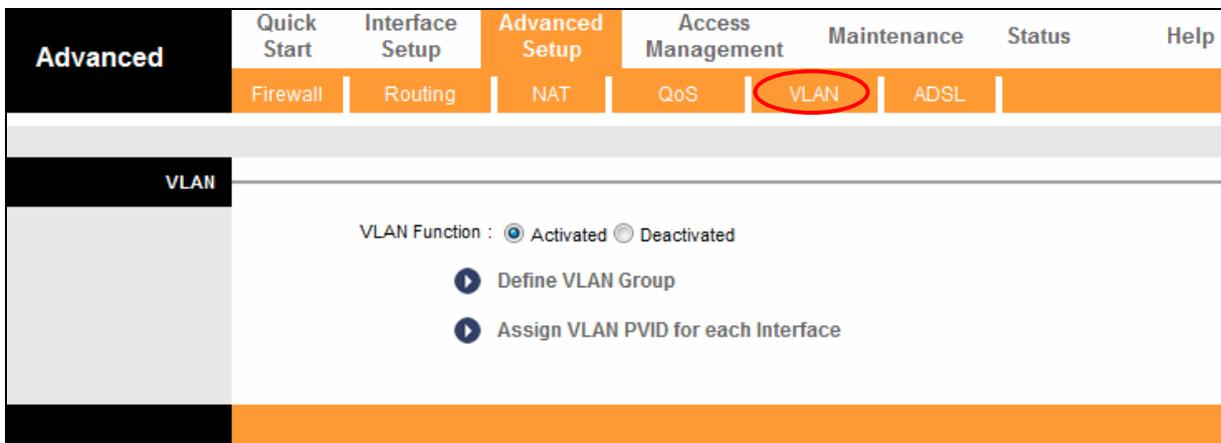 Advanced
Quick Start
Interface Setup
Advanced Setup
Access Management
Maintenance
Status
Help
Firewall
Routing
NAT
QoS
VLAN
ADSL
VLAN
VLAN Function : Activated Deactivated
Define VLAN Group
Assign VLAN PVID for each Interface